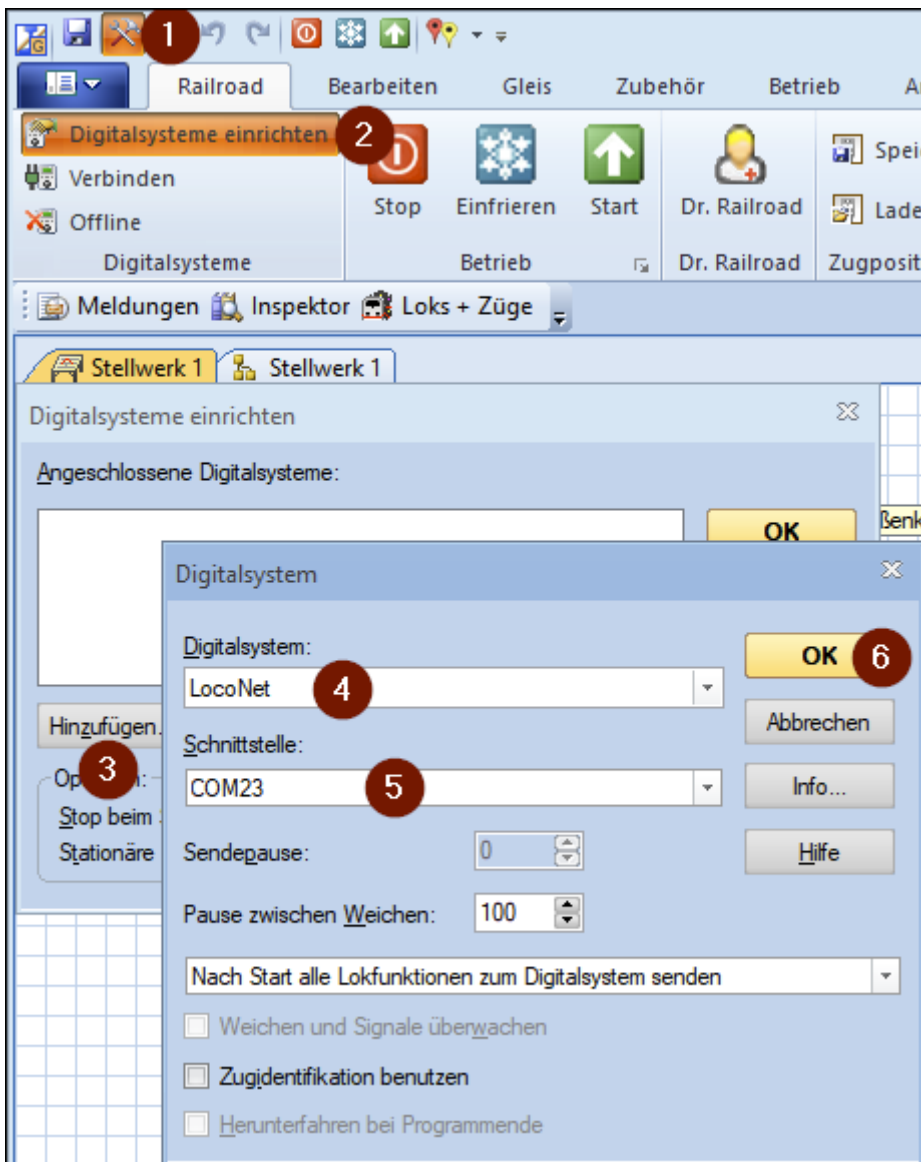 1
Railroad Bearbeiten Gleis Zubehör Betrieb
Digitalsysteme einrichten 2
Verbinden
Offline
Stop Einfrieren Start Dr. Railroad
Digitalsysteme Betrieb Dr. Railroad
Meldungen Inspektor Loks + Züge
Stellwerk 1 Stellwerk 1
Digitalsysteme einrichten
Angeschlossene Digitalsysteme:
OK
Digitalsystem
Digitalsystem:
LocoNet 4
OK 6
Hinzufügen.
3
Schnittstelle:
Abbrechen
COM23 5
Info...
Stop beim
Stationäre
Sendepause: 0
Hilfe
Pause zwischen Weichen: 100
Nach Start alle Lokfunktionen zum Digitalsystem senden
Weichen und Signale überwachen
Zugidentifikation benutzen
Herunterfahren bei Programmende